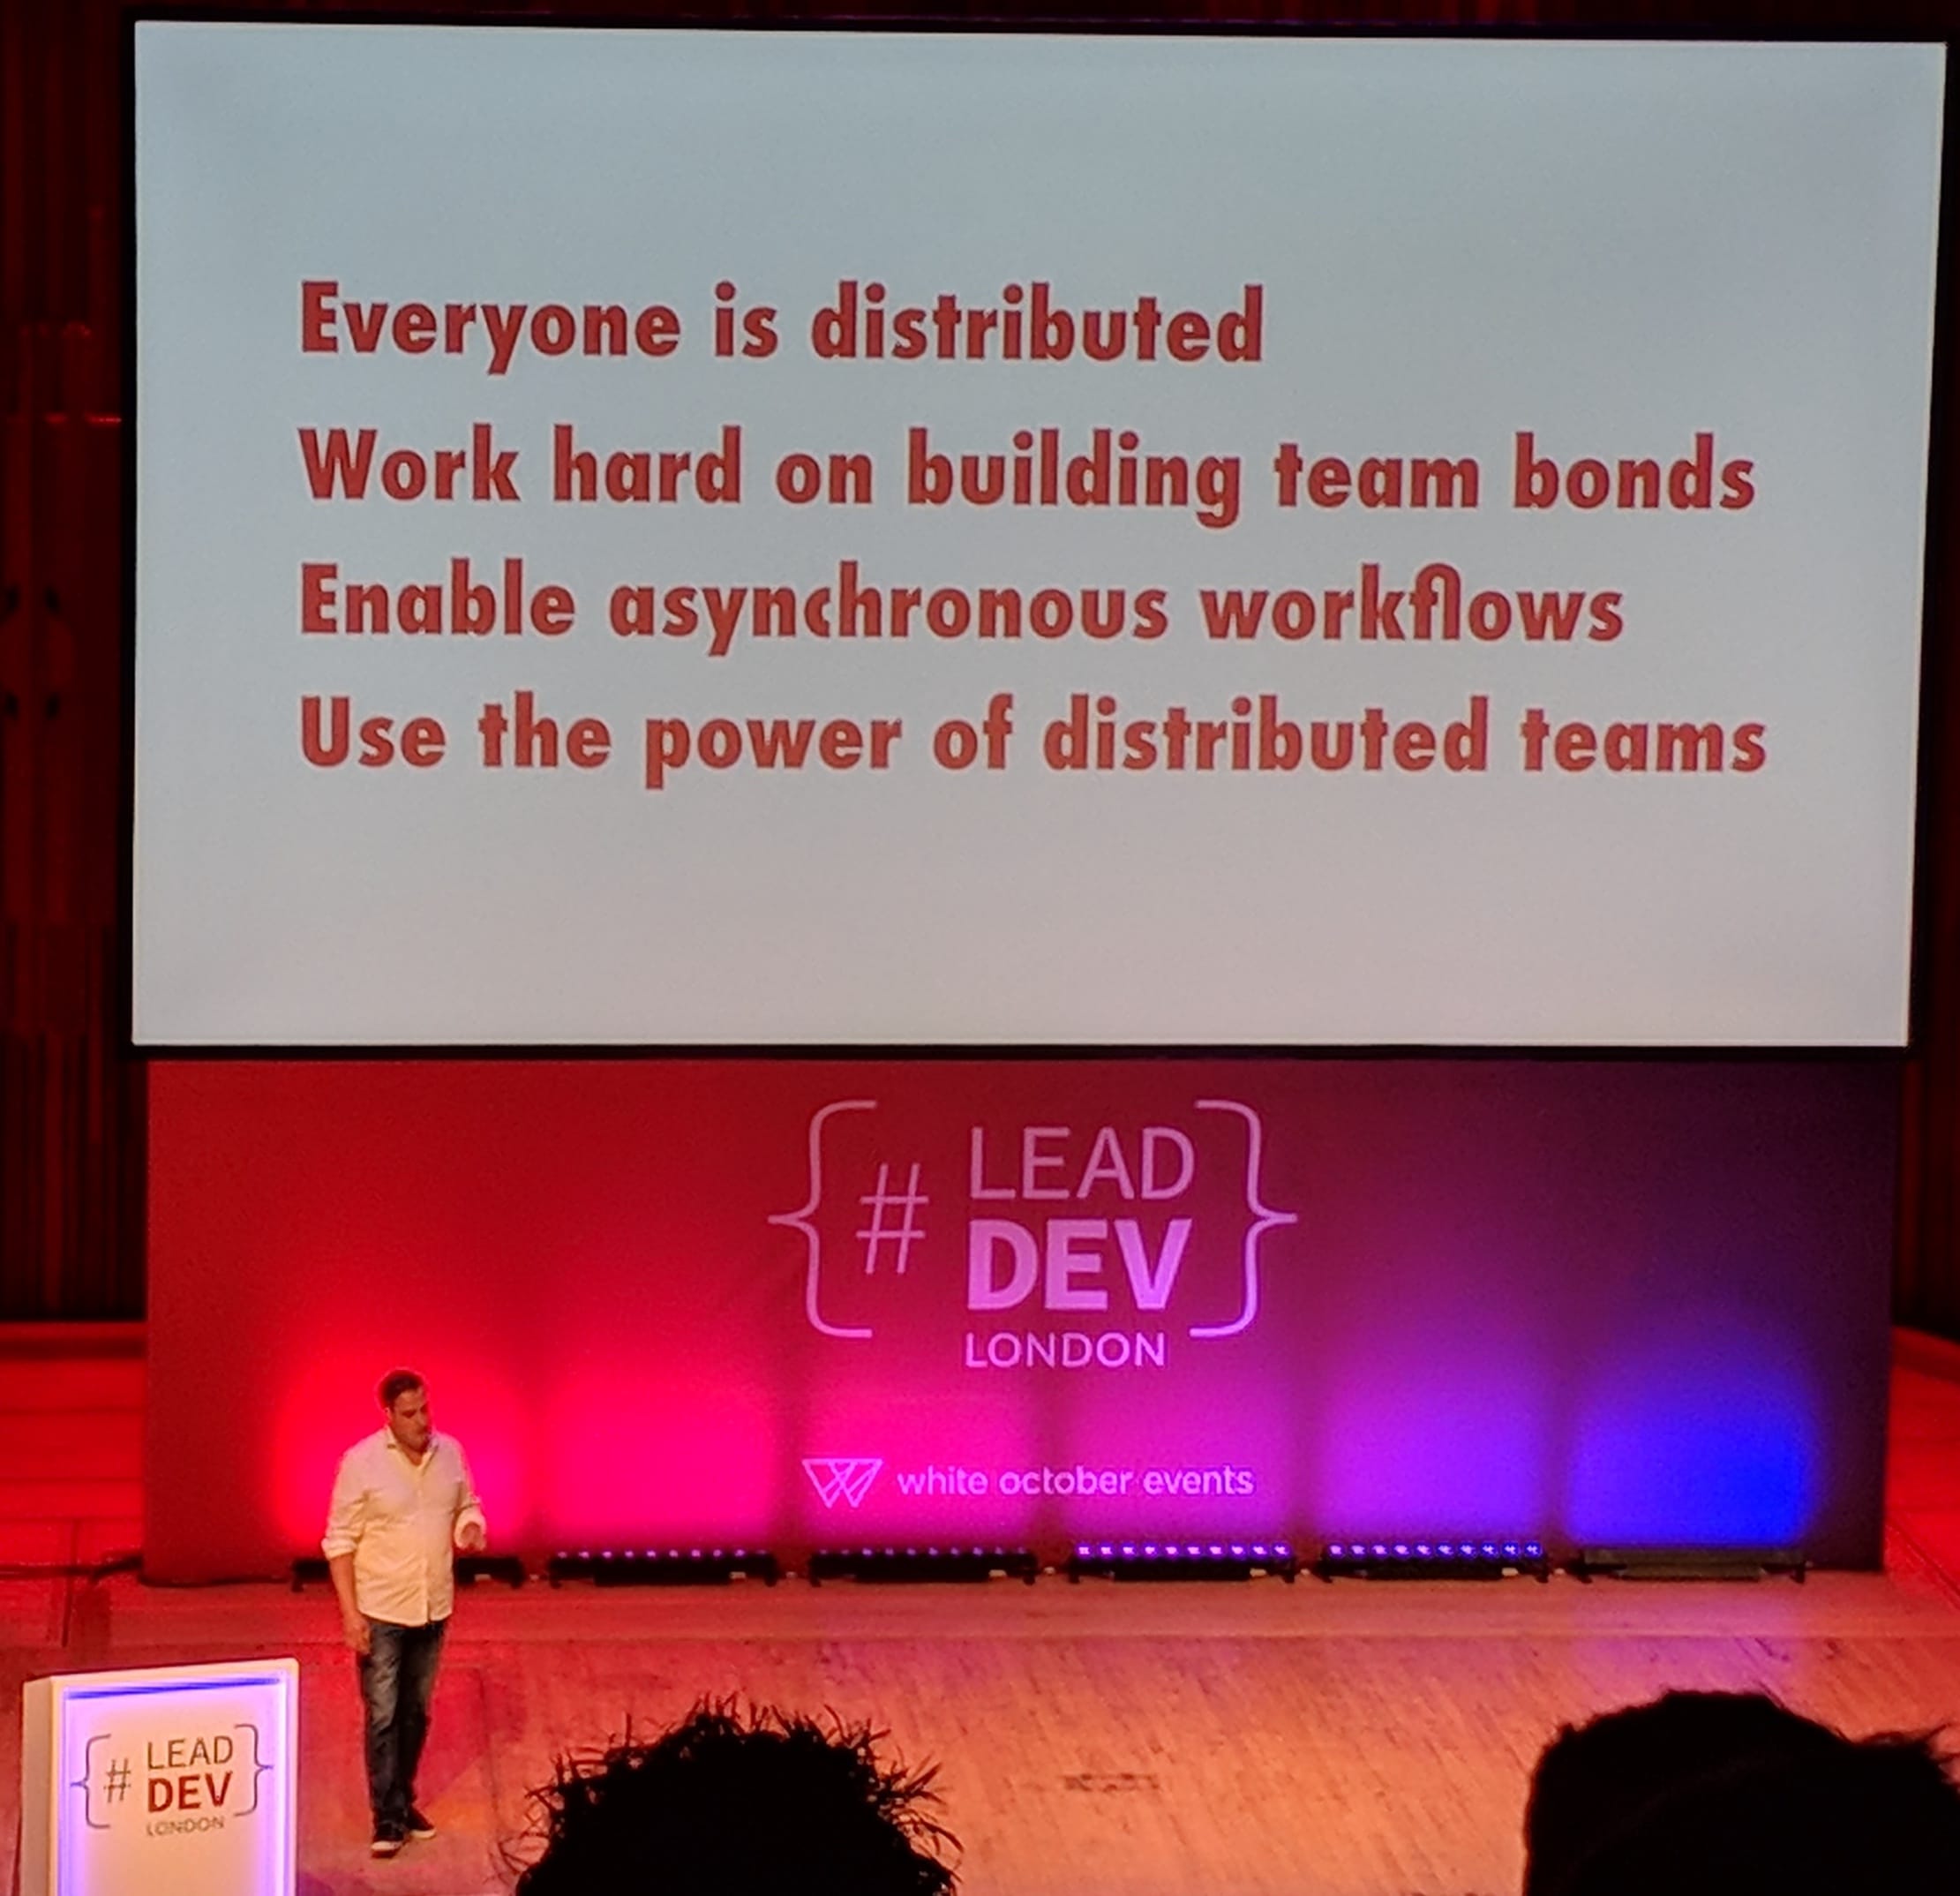 Everyone is distributed
Work hard on building team bonds
Enable asynchronous workflows
Use the power of distributed teams
{# LEAD
DEV}
LONDON
white october events
{# LEAD
DEV}
LONDON